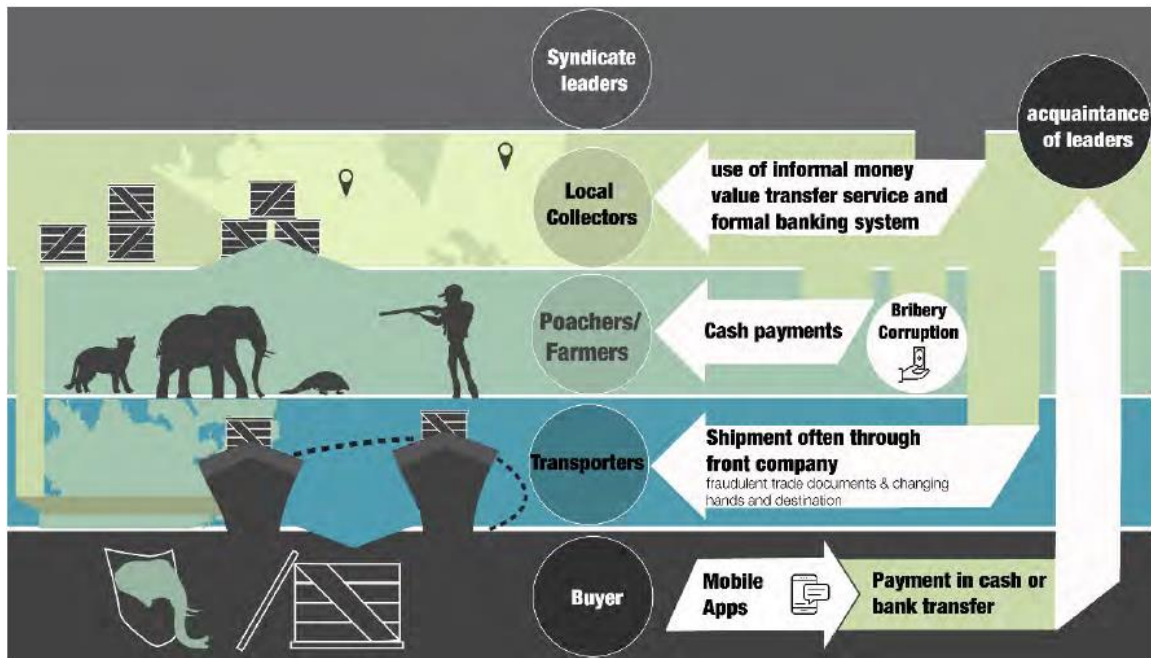 Syndicate
leaders
acquaintance
of leaders
Local
Collectors
use of informal money
value transfer service and
formal banking system
Poachers/
Farmers
Cash payments
Bribery
Corruption
Transporters
Shipment often through
front company
fraudulent trade documents & changing
hands and destination
Buyer
Mobile
Apps
Payment in cash or
bank transfer